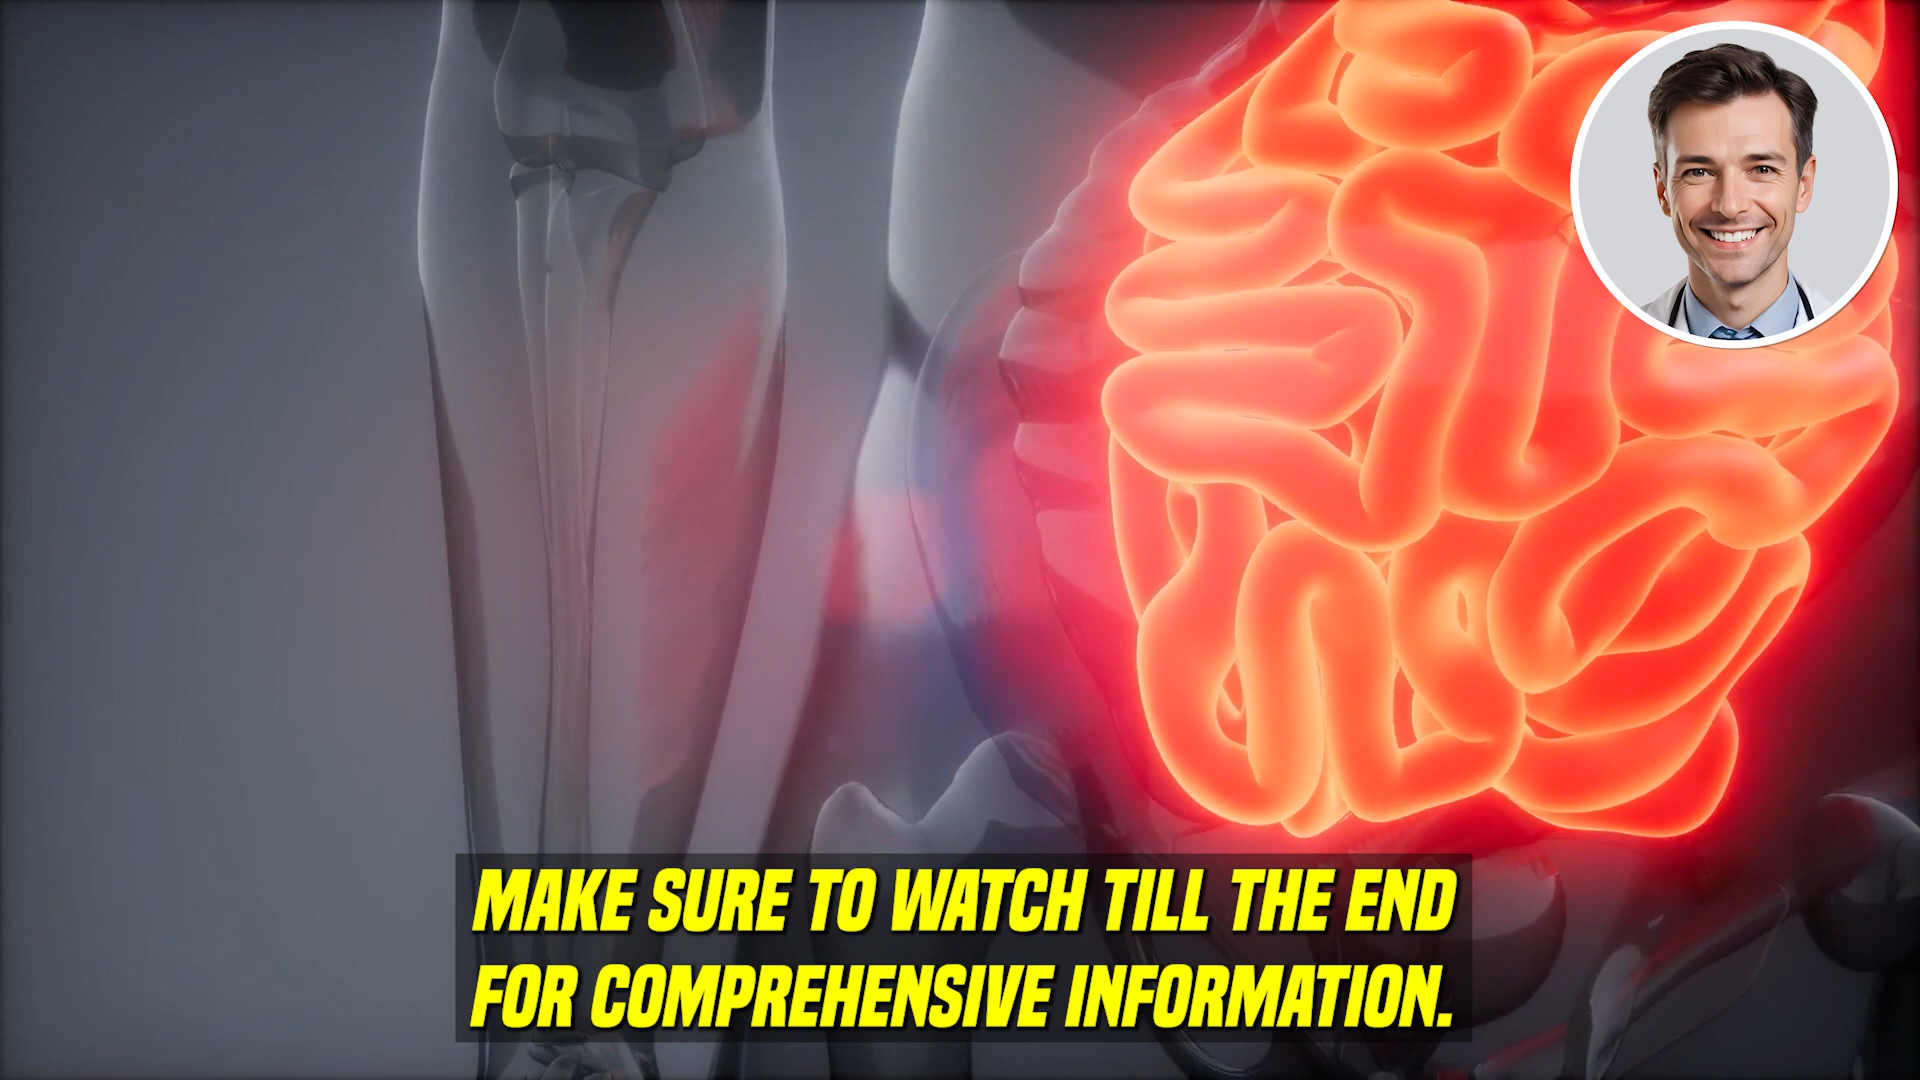 MAKE SURE TO WATCH TILL THE END
FOR COMPREHENSIVE INFORMATION.